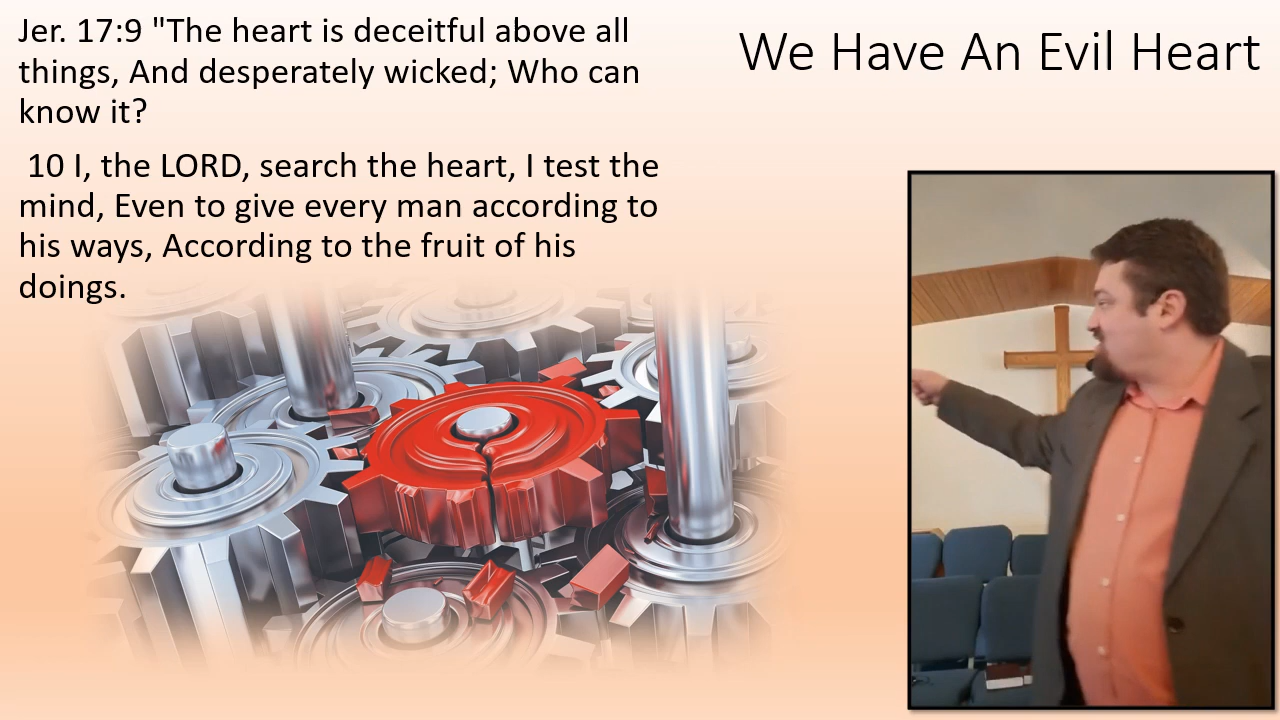 Jer. 17:9 "The heart is deceitful above all
things, And desperately wicked; Who can
know it?
10 I, the LORD, search the heart, I test the
mind, Even to give every man according to
his ways, According to the fruit of his
doings.
We Have An Evil Heart